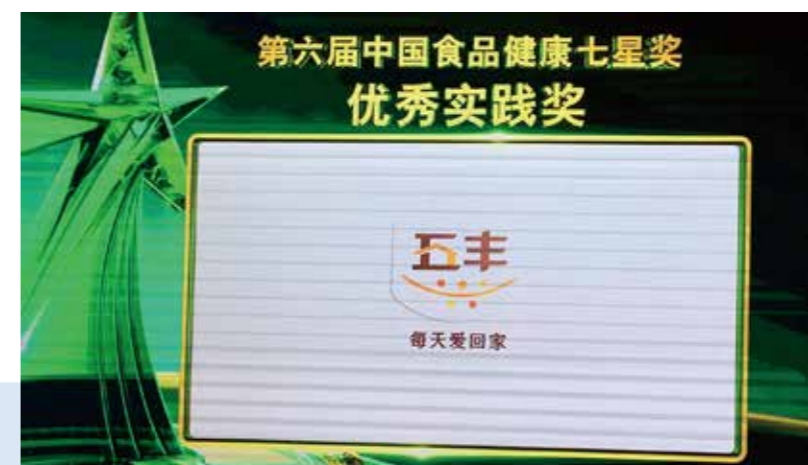 第六届中国食品健康七星奖
优秀实践奖
五丰
每天爱回家